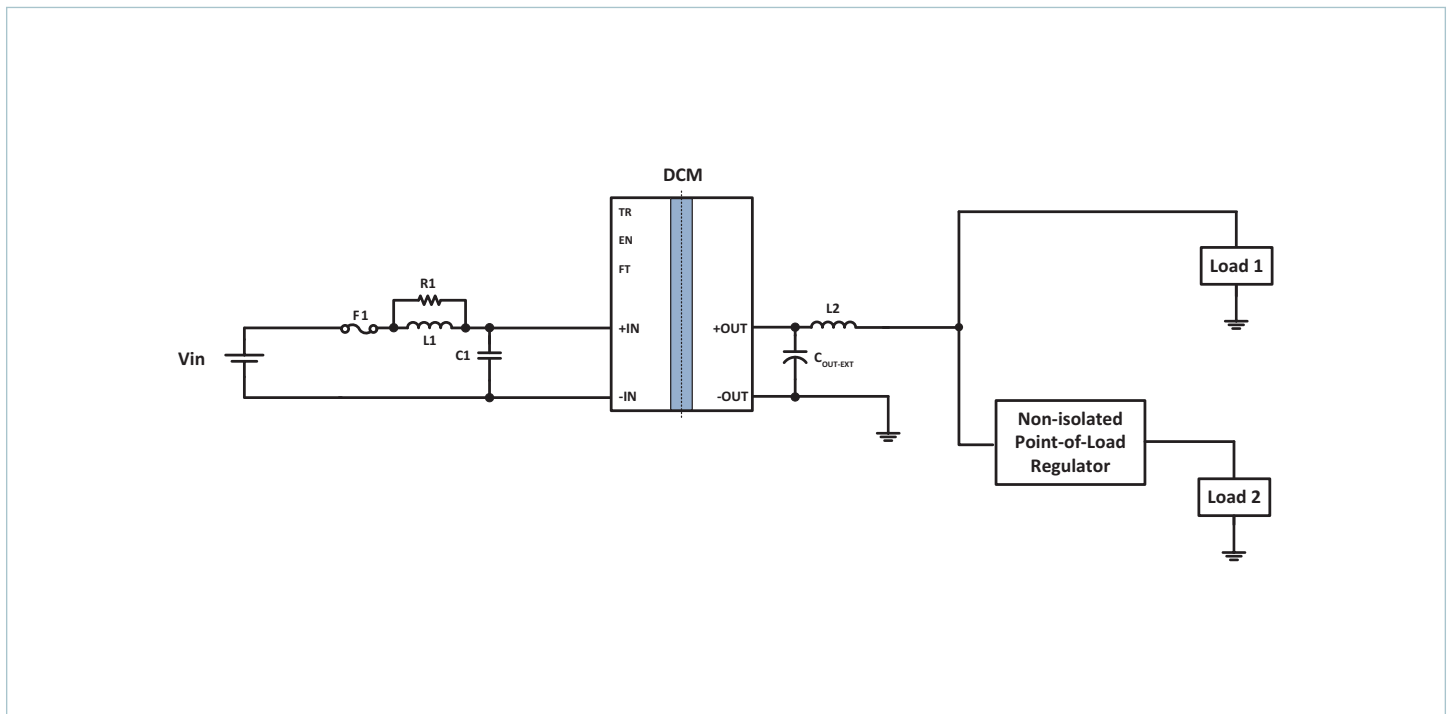 DCM
TR
EN
FT
R1
F1
L1
C1
Vin
+IN
-IN
+OUT
-OUT
L2
COUT-EXT
Load 1
Non-isolated
Point-of-Load
Regulator
Load 2